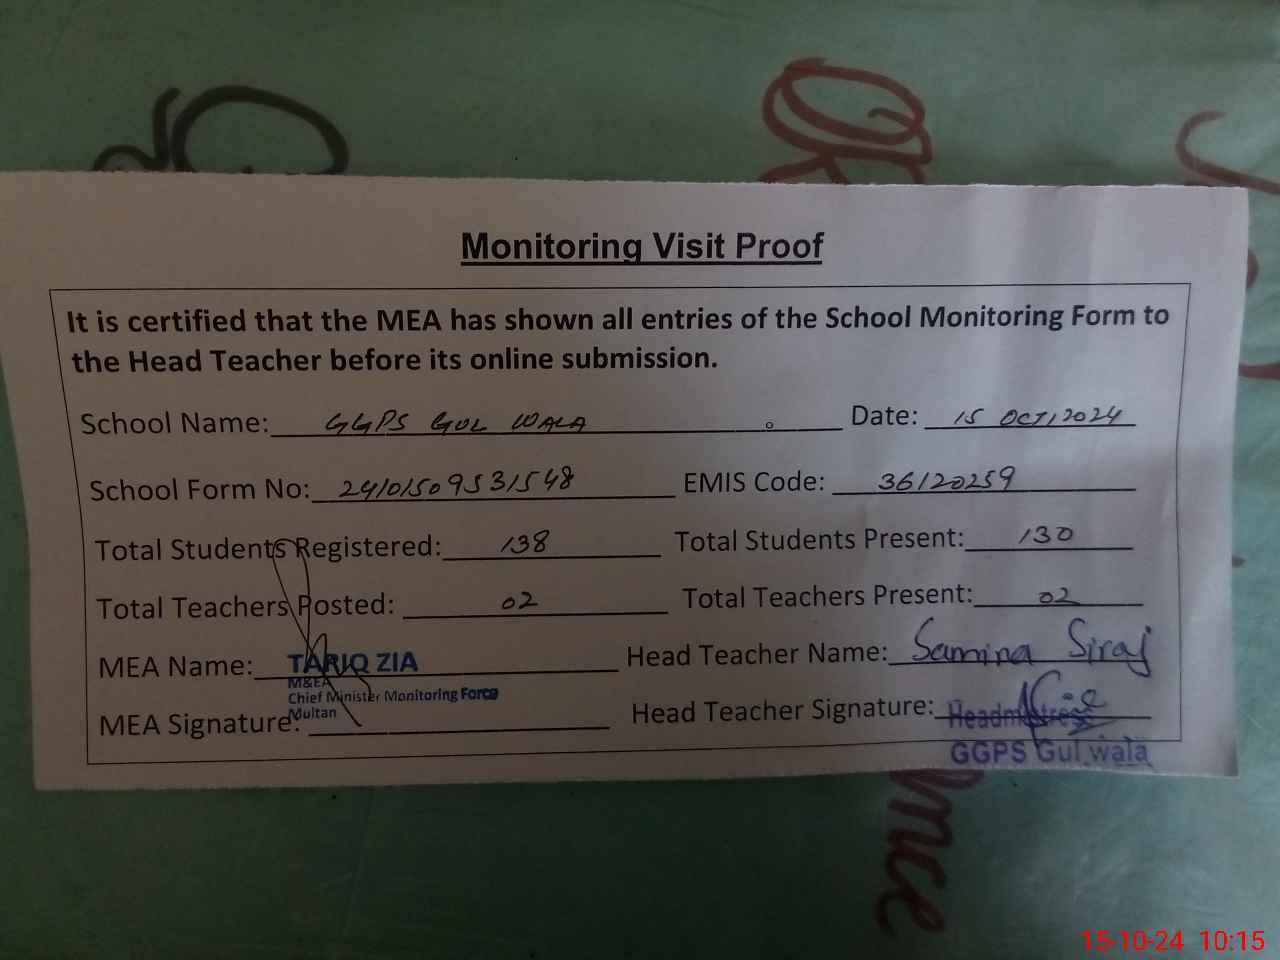 Monitoring Visit Proof
It is certified that the MEA has shown all entries of the School Monitoring Form to
the Head Teacher before its online submission.
School Name: GGPS GUL WALA Date: 15 OCT, 2024
School Form No: 24101509531548 EMIS Code: 36120259
Total Students Registered: 138 Total Students Present: 130
Total Teachers Posted: 02 Total Teachers Present: 02
MEA Name: TARIQ ZIA Head Teacher Name: Samina Siraj
M&EA
Chief Minister Monitoring Force
Multan
MEA Signature: Head Teacher Signature: Headmistress
GGPS Gul wala
15-10-24 10:15